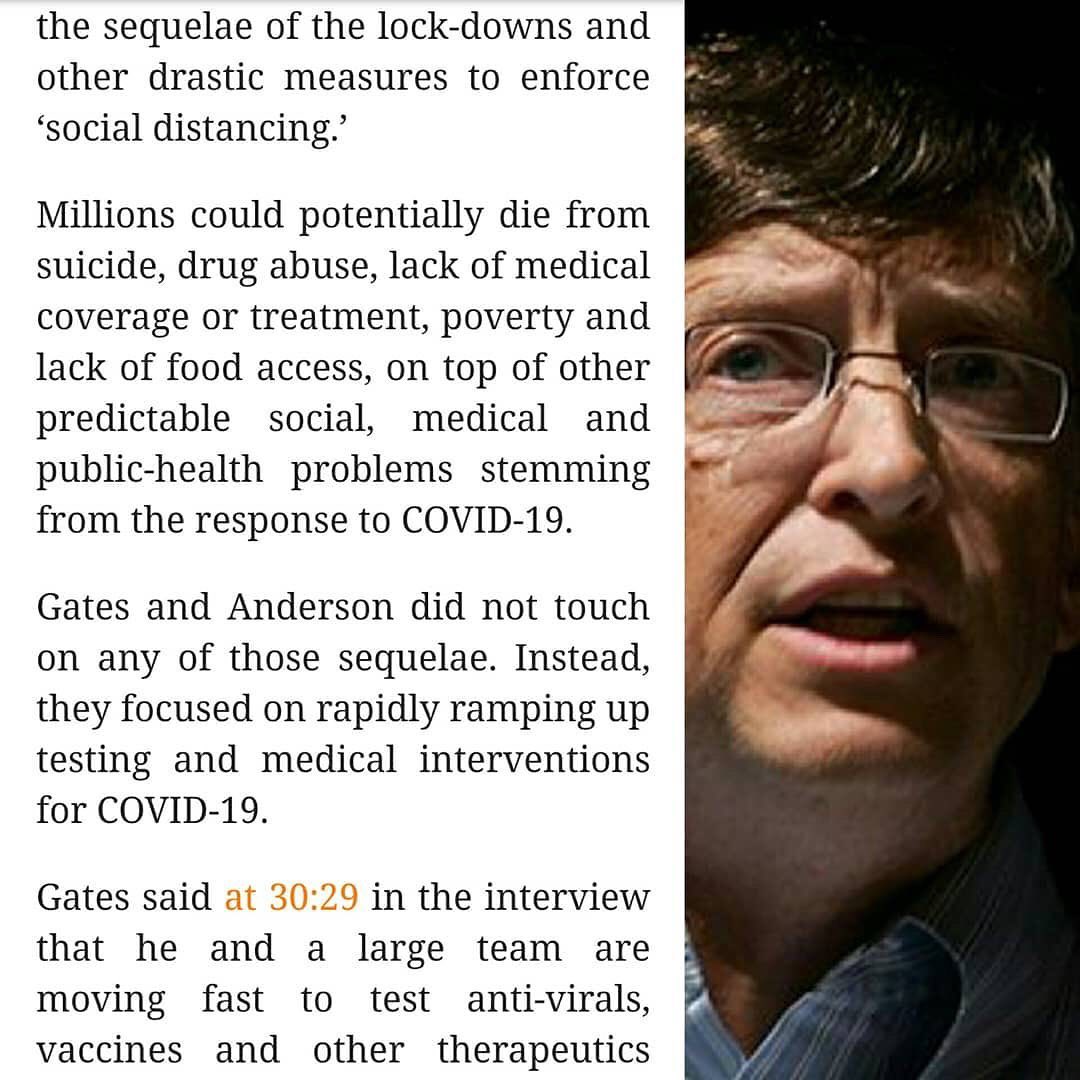 the sequelae of the lock-downs and
other drastic measures to enforce
‘social distancing.’
Millions could potentially die from
suicide, drug abuse, lack of medical
coverage or treatment, poverty and
lack of food access, on top of other
predictable social, medical and
public-health problems stemming
from the response to COVID-19.
Gates and Anderson did not touch
on any of those sequelae. Instead,
they focused on rapidly ramping up
testing and medical interventions
for COVID-19.
Gates said at 30:29 in the interview
that he and a large team are
moving fast to test anti-virals,
vaccines and other therapeutics